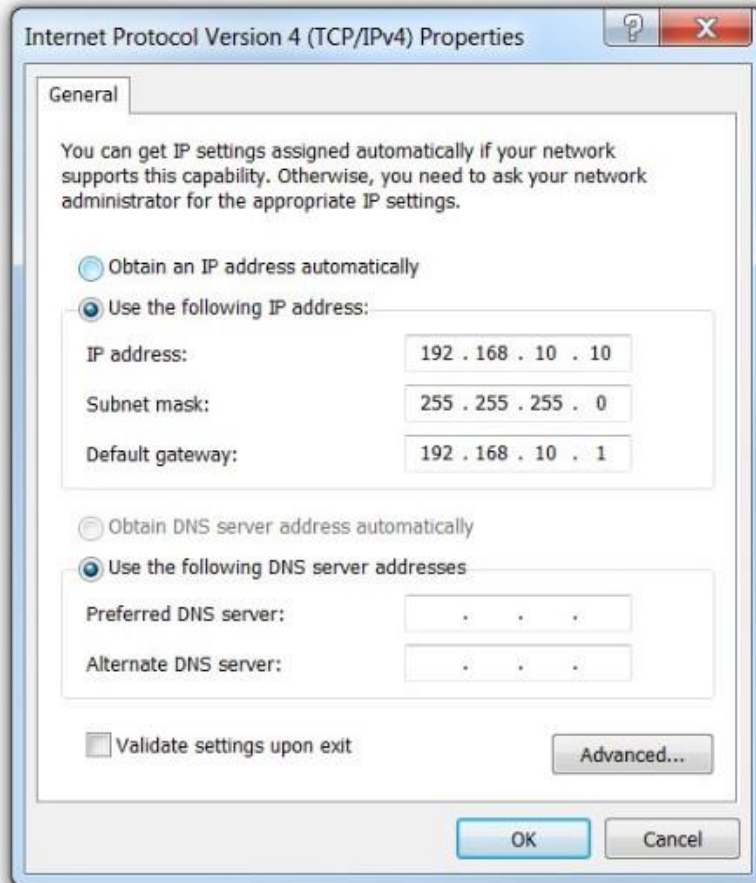 Internet Protocol Version 4 (TCP/IPv4) Properties
General
You can get IP settings assigned automatically if your network
supports this capability. Otherwise, you need to ask your network
administrator for the appropriate IP settings.
Obtain an IP address automatically
Use the following IP address:
IP address: 192 . 168 . 10 . 10
Subnet mask: 255 . 255 . 255 . 0
Default gateway: 192 . 168 . 10 . 1
Obtain DNS server address automatically
Use the following DNS server addresses
Preferred DNS server: . . .
Alternate DNS server: . . .
Validate settings upon exit
Advanced...
OK Cancel